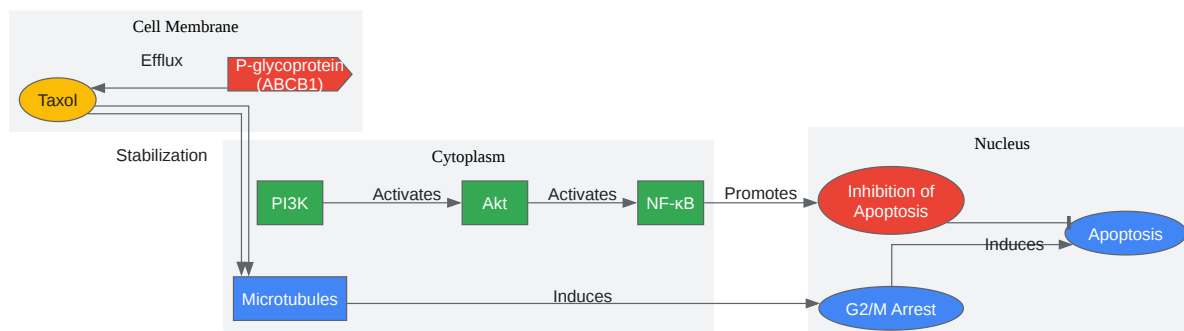 Cell Membrane
Efflux
P-glycoprotein
(ABCB1)
Taxol
Stabilization
Cytoplasm
Nucleus
PI3K
Activates
Akt
Activates
NF-κB
Promotes
Inhibition of
Apoptosis
Apoptosis
Induces
Microtubules
Induces
G2/M Arrest